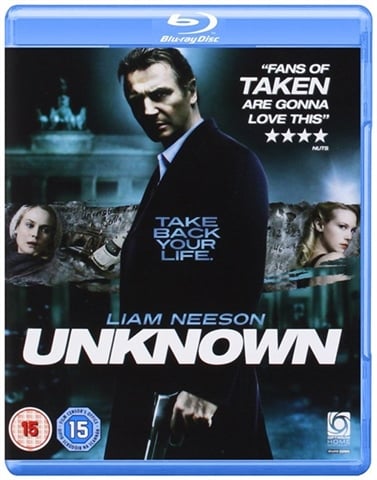 Blu-ray Disc
"FANS OF
TAKEN
ARE GONNA
LOVE THIS"
★★★★
NUTS
TAKE
BACK
YOUR
LIFE.
LIAM NEESON
UNKNOWN
15
15
HOME